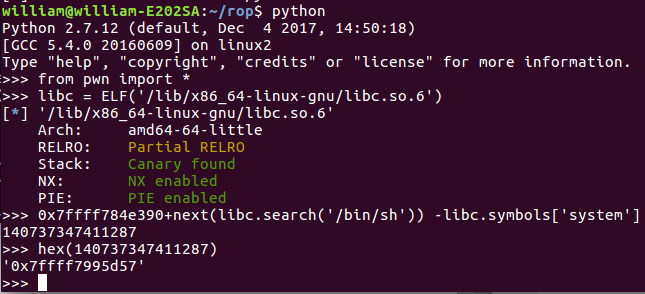 william@william-E202SA:~/rop$ python
Python 2.7.12 (default, Dec  4 2017, 14:50:18)
[GCC 5.4.0 20160609] on linux2
Type "help", "copyright", "credits" or "license" for more information.
>>> from pwn import *
>>> libc = ELF('/lib/x86_64-linux-gnu/libc.so.6')
[*] '/lib/x86_64-linux-gnu/libc.so.6'
    Arch:     amd64-64-little
    RELRO:    Partial RELRO
    Stack:    Canary found
    NX:       NX enabled
    PIE:      PIE enabled
>>> 0x7ffff784e390+next(libc.search('/bin/sh')) -libc.symbols['system']
140737347411287
>>> hex(140737347411287)
'0x7ffff7995d57'
>>>